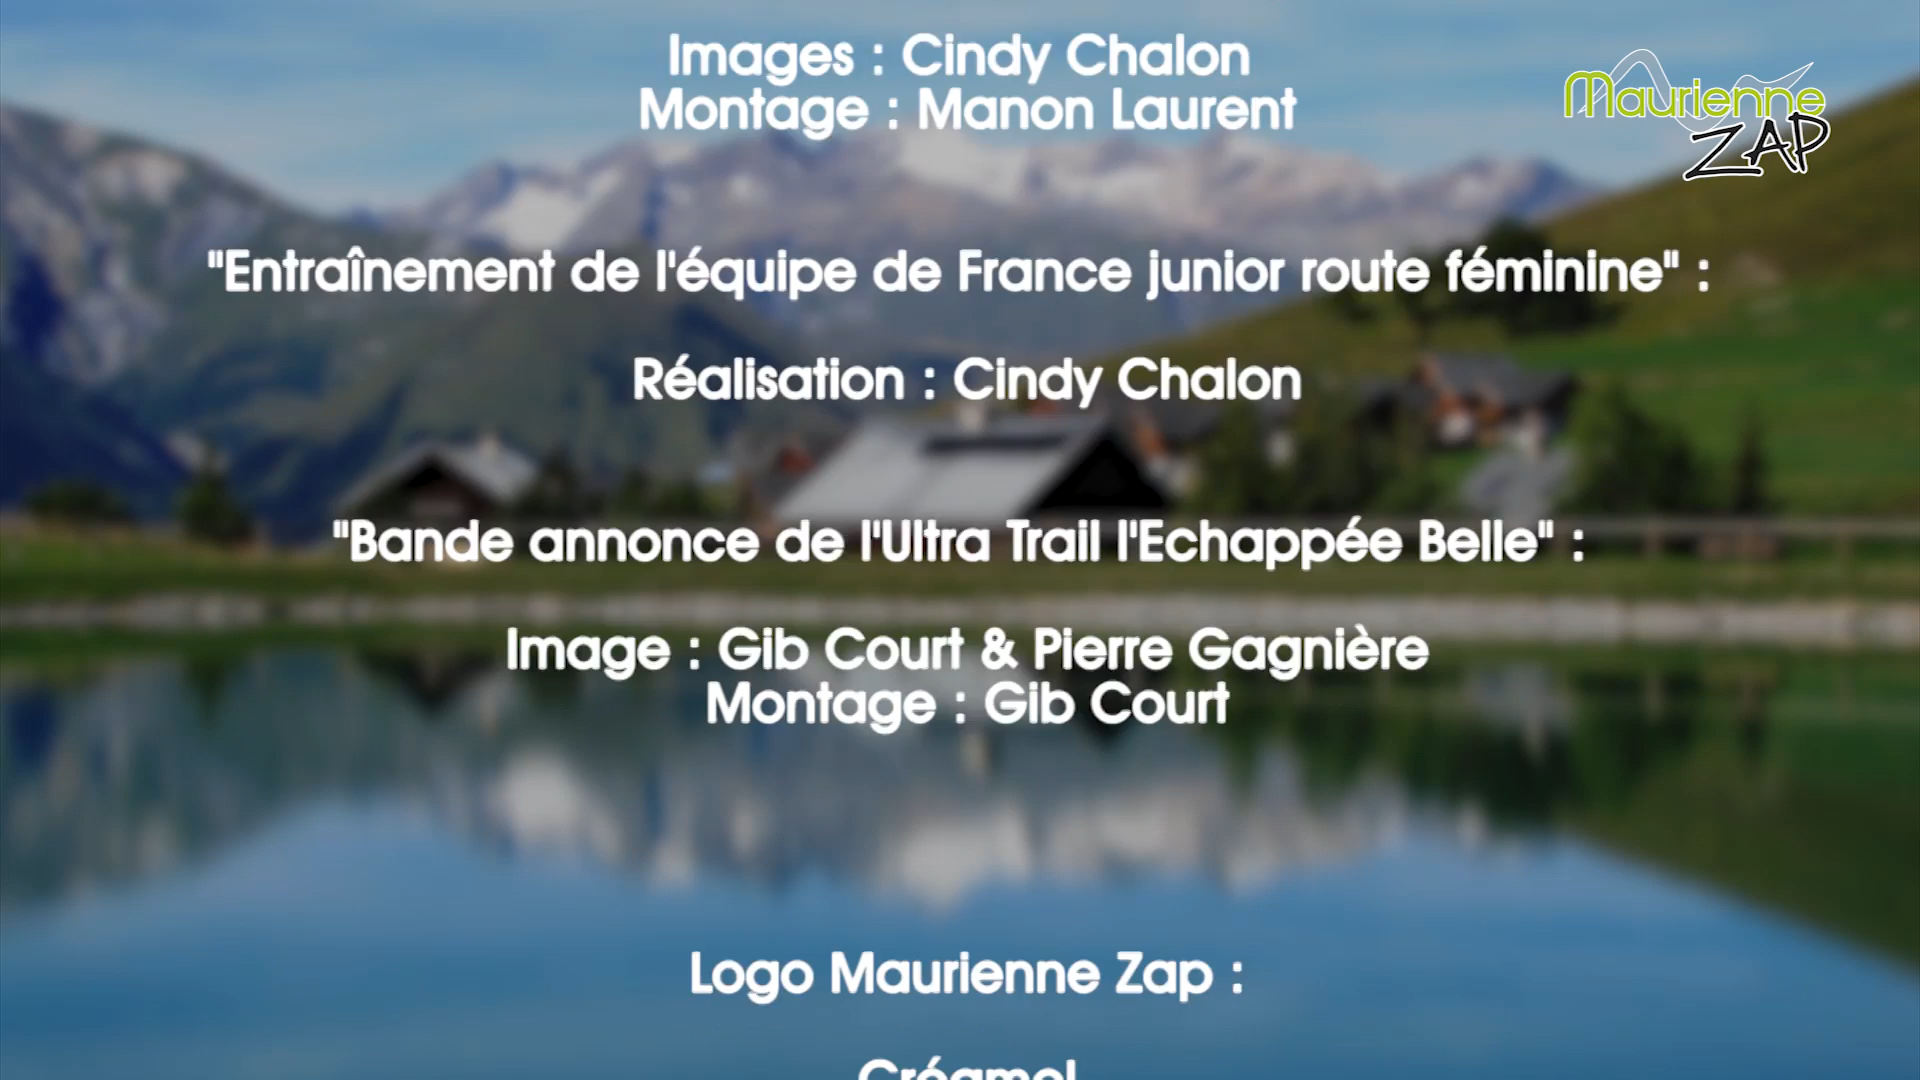 Images : Cindy Chalon
Montage : Manon Laurent
Maurienne
ZAP
"Entraînement de l'équipe de France junior route féminine" :
Réalisation : Cindy Chalon
"Bande annonce de l'Ultra Trail l'Echappée Belle" :
Image : Gib Court & Pierre Gagnière
Montage : Gib Court
Logo Maurienne Zap :